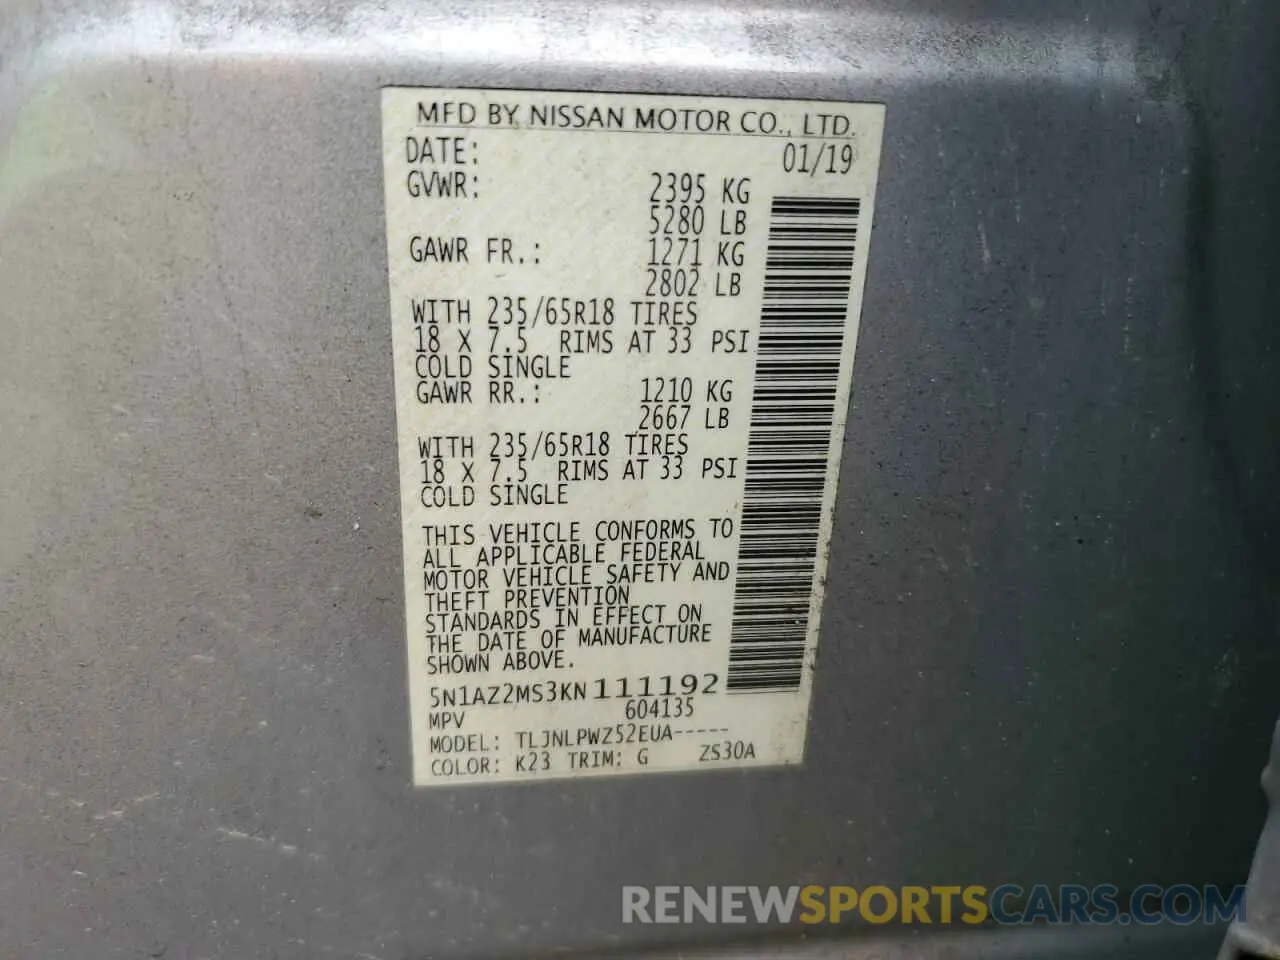 MFD BY NISSAN MOTOR CO., LTD.
DATE: 01/19
GVWR: 2395 KG
5280 LB
GAWR FR.: 1271 KG
2802 LB
WITH 235/65R18 TIRES
18 X 7.5 RIMS AT 33 PSI
COLD SINGLE
GAWR RR.: 1210 KG
2667 LB
WITH 235/65R18 TIRES
18 X 7.5 RIMS AT 33 PSI
COLD SINGLE
THIS VEHICLE CONFORMS TO
ALL APPLICABLE FEDERAL
MOTOR VEHICLE SAFETY AND
THEFT PREVENTION
STANDARDS IN EFFECT ON
THE DATE OF MANUFACTURE
SHOWN ABOVE.
5N1AZ2MS3KN111192
MPV 604135
MODEL: TLJNLPWZ52EUA-----
COLOR: K23 TRIM: G ZS30A
RENEWSPORTSCARS.COM